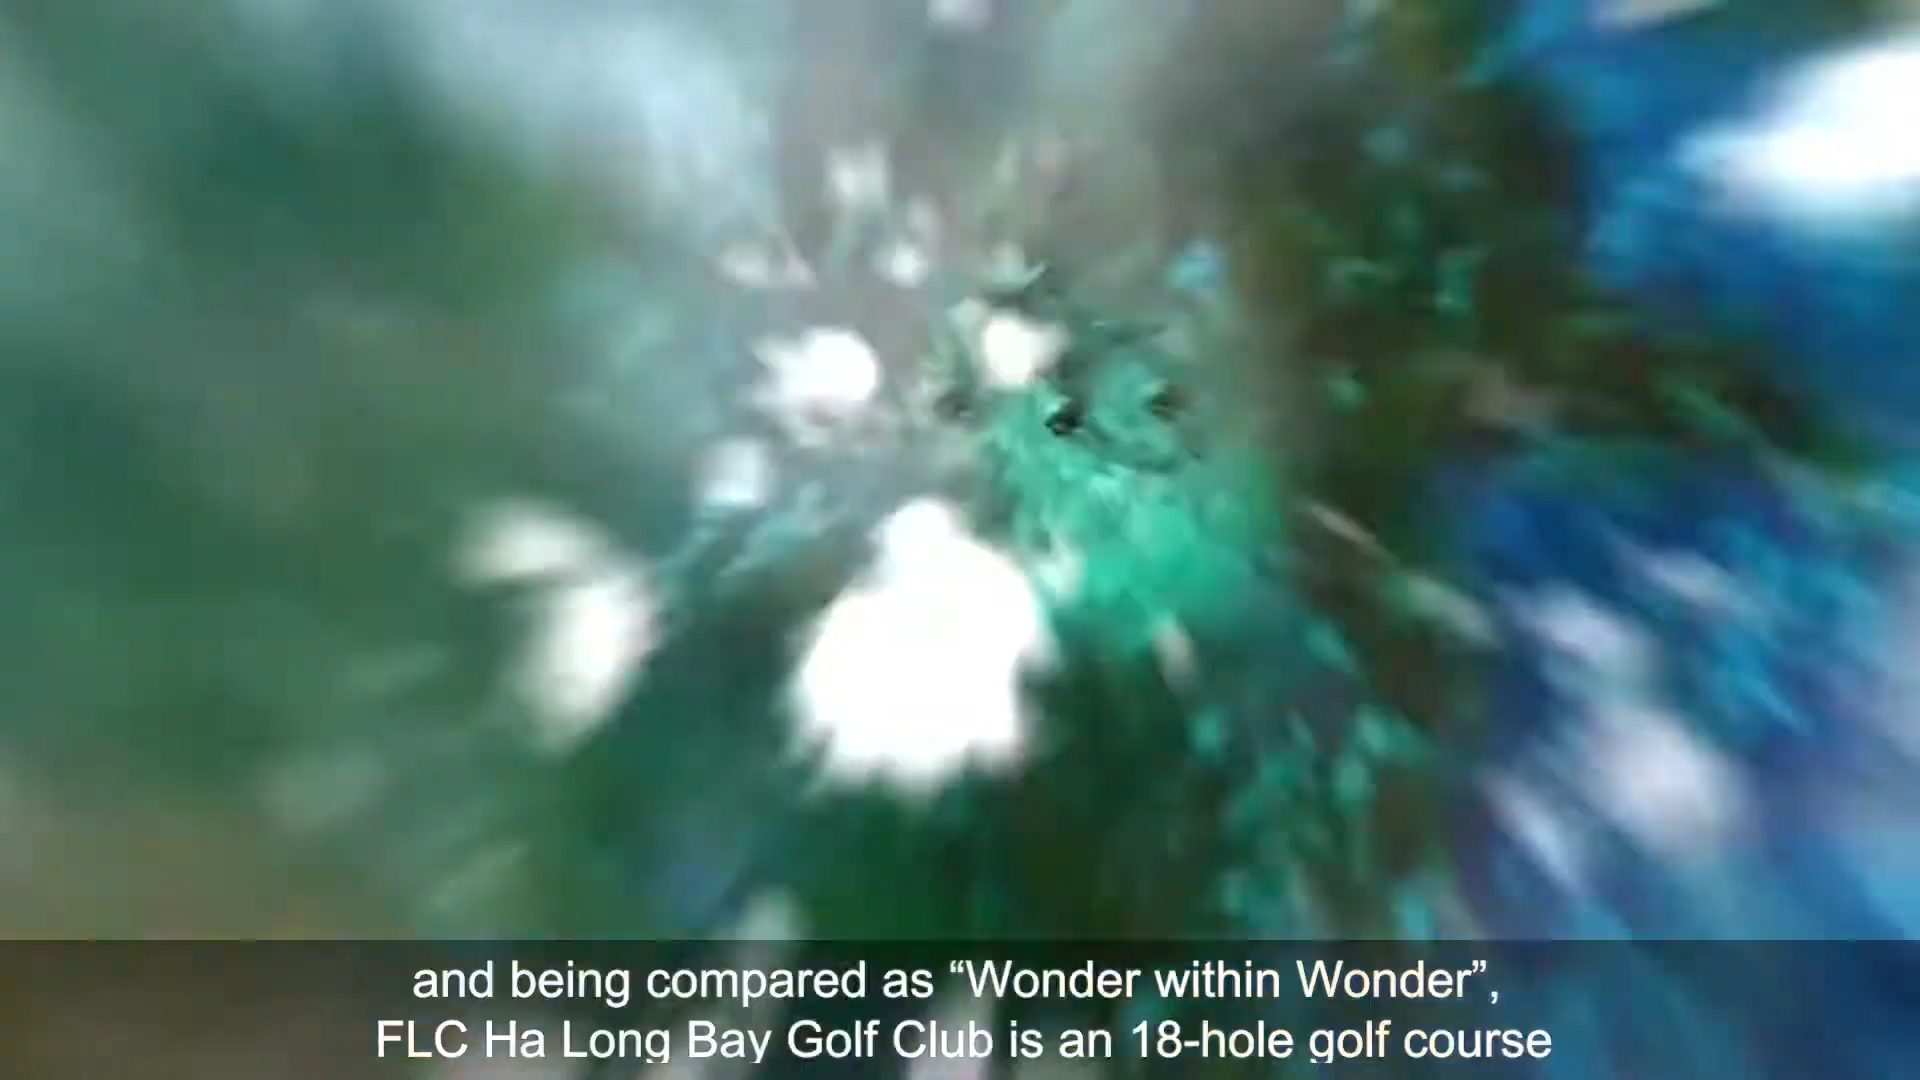 and being compared as “Wonder within Wonder”,
FLC Ha Long Bay Golf Club is an 18-hole golf course